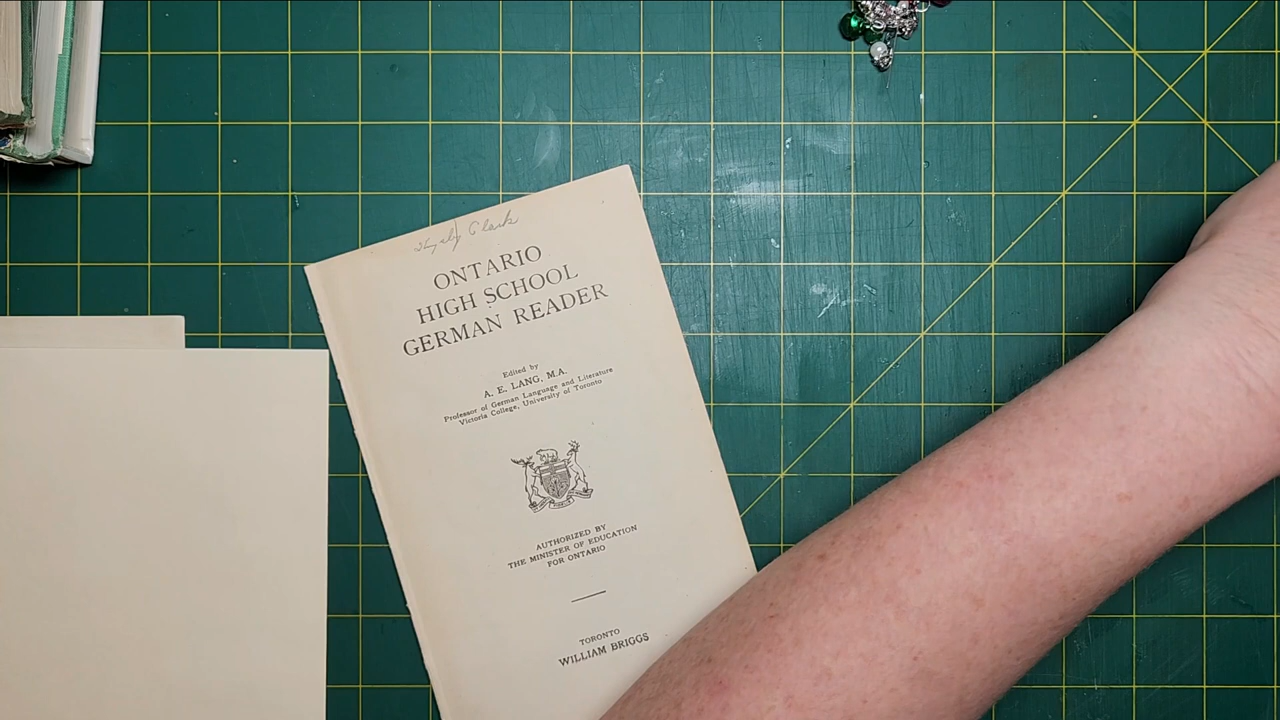 Clark
ONTARIO
HIGH SCHOOL
GERMAN READER
Edited by
A. E. LANG, M.A.
Professor of German Language and Literature
Victoria College, University of Toronto
AUTHORIZED BY
THE MINISTER OF EDUCATION
FOR ONTARIO
TORONTO
WILLIAM BRIGGS